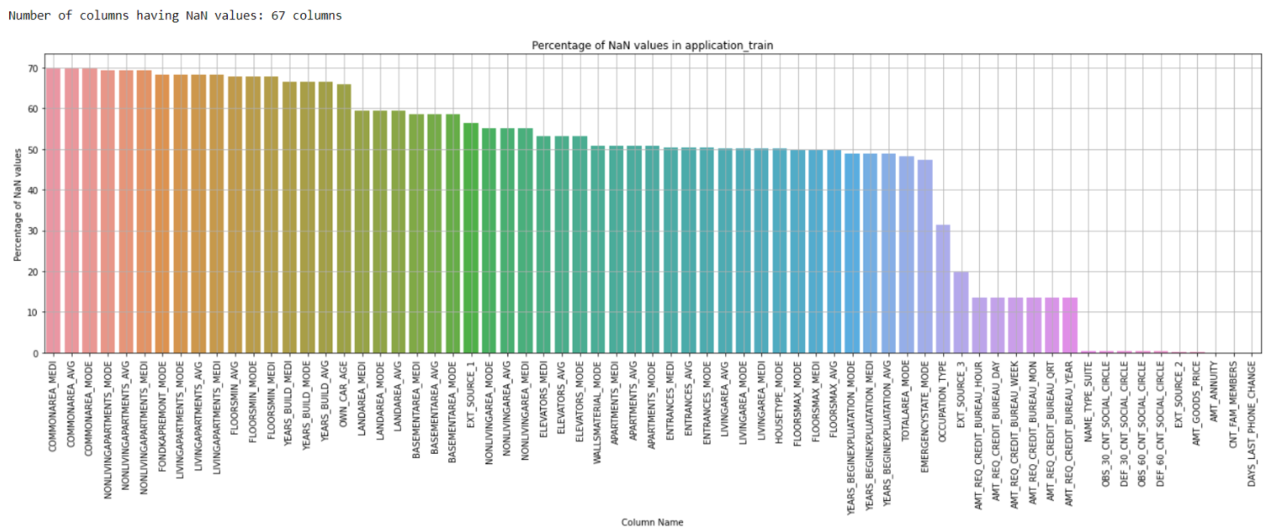 Number of columns having NaN values: 67 columns
Percentage of NaN values in application_train
Percentage of NaN values
70
60
50
40
30
20
10
0
COMMONAREA_MEDI
COMMONAREA_AVG
COMMONAREA_MODE
NONLIVINGAPARTMENTS_MODE
NONLIVINGAPARTMENTS_AVG
NONLIVINGAPARTMENTS_MEDI
FONDKAPREMONT_MODE
LIVINGAPARTMENTS_MODE
LIVINGAPARTMENTS_AVG
LIVINGAPARTMENTS_MEDI
FLOORSMIN_AVG
FLOORSMIN_MODE
FLOORSMIN_MEDI
YEARS_BUILD_MEDI
YEARS_BUILD_MODE
YEARS_BUILD_AVG
OWN_CAR_AGE
LANDAREA_MEDI
LANDAREA_MODE
LANDAREA_AVG
BASEMENTAREA_MEDI
BASEMENTAREA_AVG
BASEMENTAREA_MODE
EXT_SOURCE_1
NONLIVINGAREA_MODE
NONLIVINGAREA_AVG
NONLIVINGAREA_MEDI
ELEVATORS_MEDI
ELEVATORS_AVG
ELEVATORS_MODE
WALLSMATERIAL_MODE
APARTMENTS_MEDI
APARTMENTS_AVG
APARTMENTS_MODE
ENTRANCES_MEDI
ENTRANCES_AVG
ENTRANCES_MODE
LIVINGAREA_AVG
LIVINGAREA_MODE
LIVINGAREA_MEDI
HOUSETYPE_MODE
FLOORSMAX_MODE
FLOORSMAX_MEDI
FLOORSMAX_AVG
YEARS_BEGINEXPLUATATION_MODE
YEARS_BEGINEXPLUATATION_MEDI
YEARS_BEGINEXPLUATATION_AVG
TOTALAREA_MODE
EMERGENCYSTATE_MODE
OCCUPATION_TYPE
EXT_SOURCE_3
AMT_REQ_CREDIT_BUREAU_HOUR
AMT_REQ_CREDIT_BUREAU_DAY
AMT_REQ_CREDIT_BUREAU_WEEK
AMT_REQ_CREDIT_BUREAU_MON
AMT_REQ_CREDIT_BUREAU_QRT
AMT_REQ_CREDIT_BUREAU_YEAR
NAME_TYPE_SUITE
OBS_30_CNT_SOCIAL_CIRCLE
DEF_30_CNT_SOCIAL_CIRCLE
OBS_60_CNT_SOCIAL_CIRCLE
DEF_60_CNT_SOCIAL_CIRCLE
EXT_SOURCE_2
AMT_GOODS_PRICE
AMT_ANNUITY
CNT_FAM_MEMBERS
DAYS_LAST_PHONE_CHANGE
Column Name